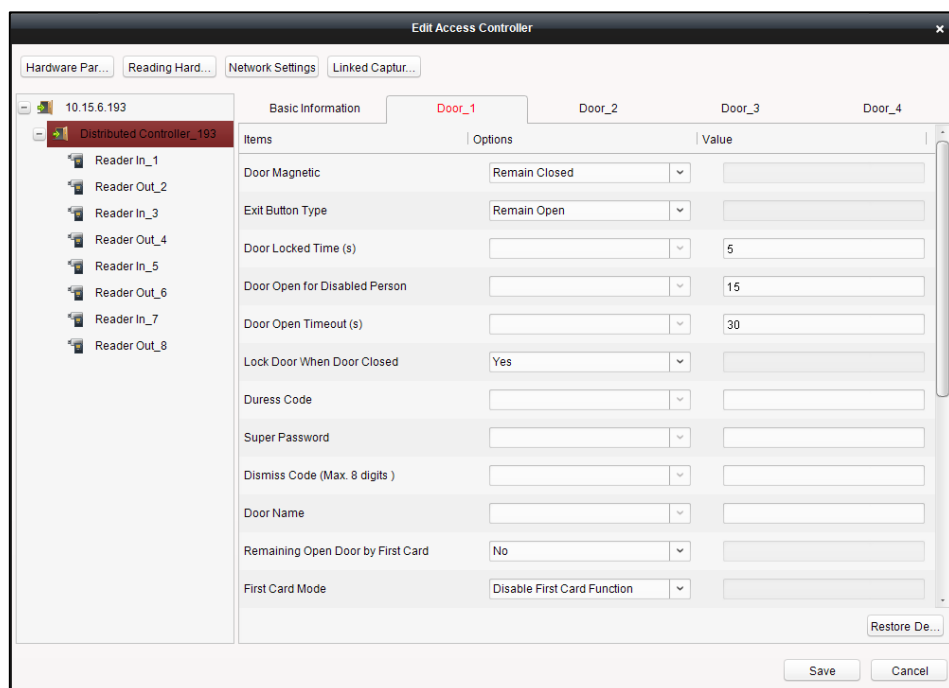 Edit Access Controller
Hardware Par... Reading Hard... Network Settings Linked Captur...
10.15.6.193
Distributed Controller_193
Reader In_1
Reader Out_2
Reader In_3
Reader Out_4
Reader In_5
Reader Out_6
Reader In_7
Reader Out_8
Basic Information Door_1 Door_2 Door_3 Door_4
Items Options Value
Door Magnetic Remain Closed
Exit Button Type Remain Open
Door Locked Time (s) 5
Door Open for Disabled Person 15
Door Open Timeout (s) 30
Lock Door When Door Closed Yes
Duress Code
Super Password
Dismiss Code (Max. 8 digits )
Door Name
Remaining Open Door by First Card No
First Card Mode Disable First Card Function
Restore De...
Save Cancel